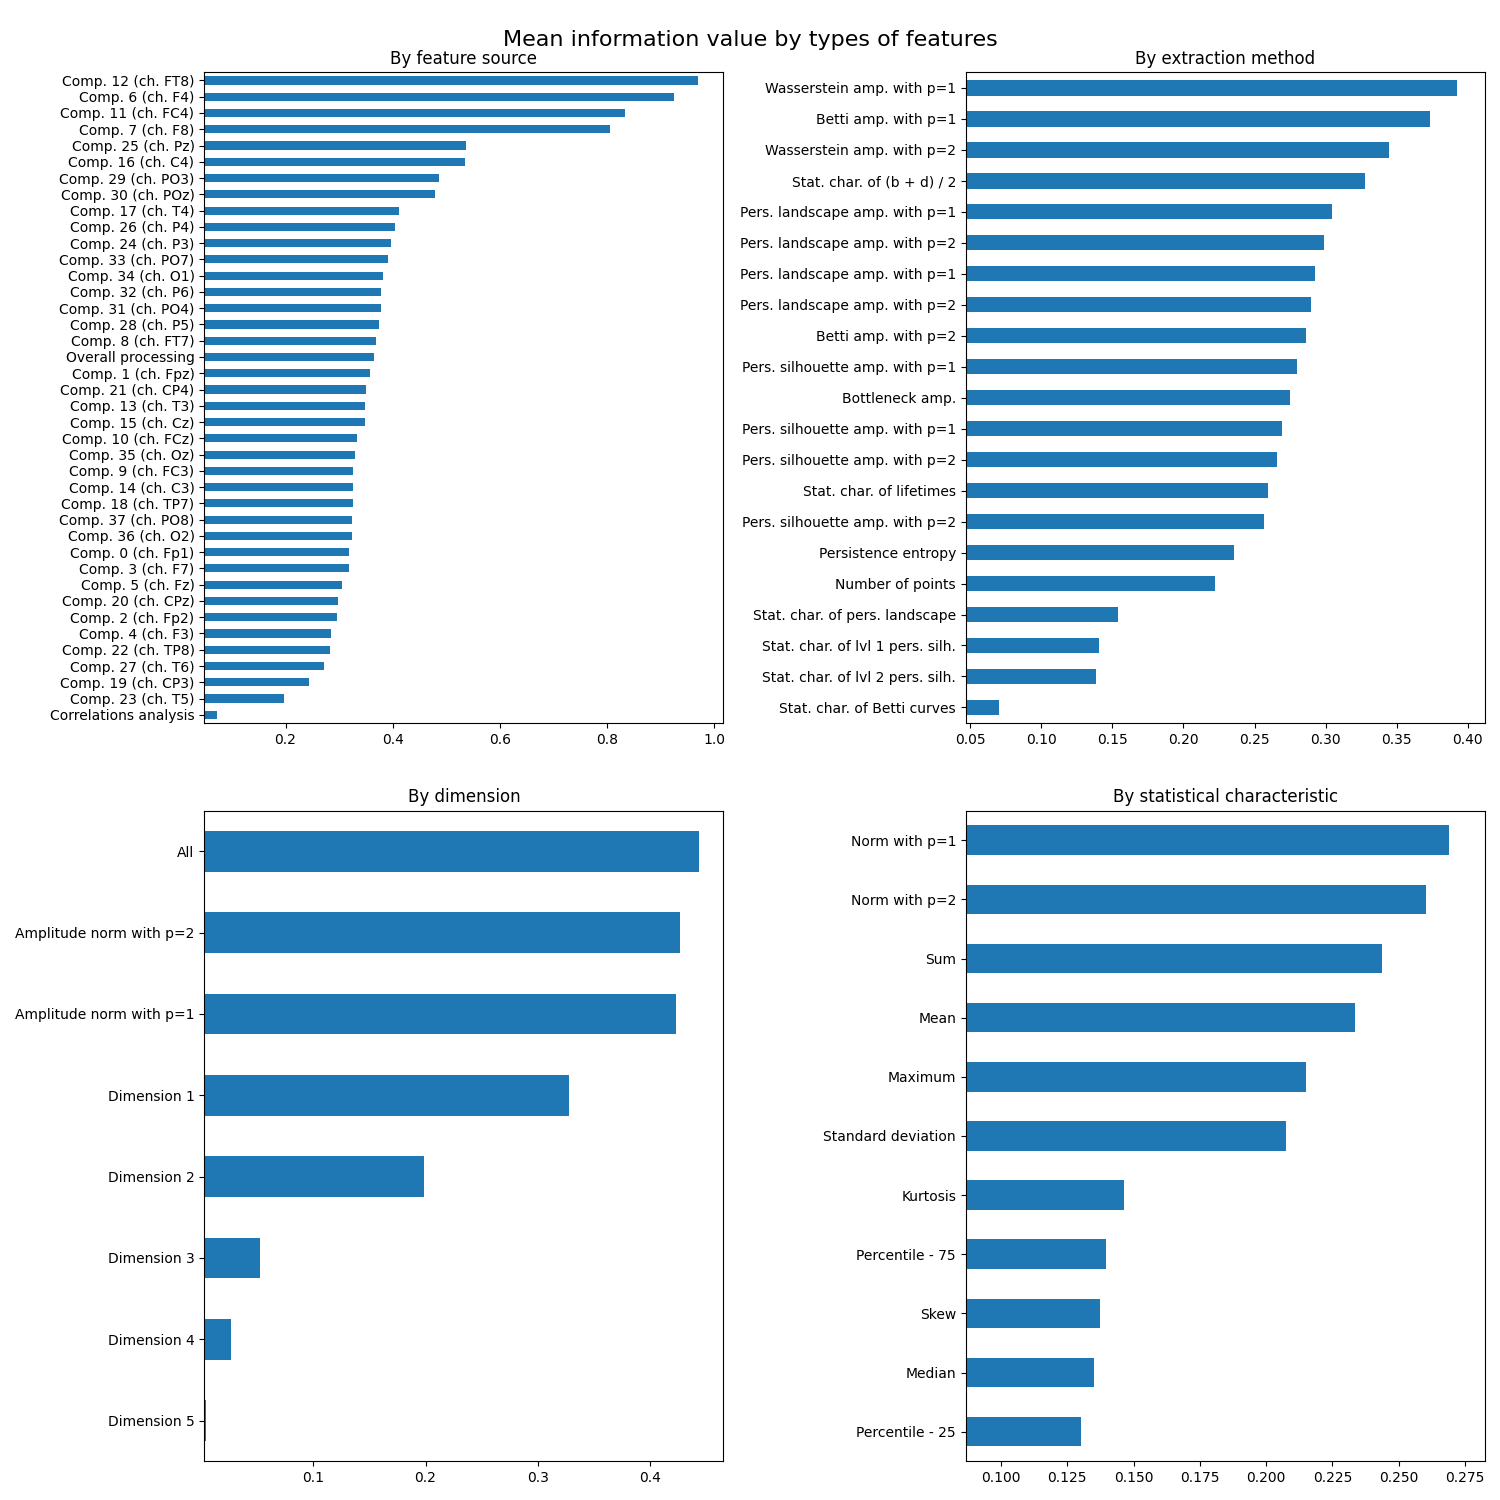 Mean information value by types of features
By feature source
Comp. 12 (ch. FT8)
Comp. 6 (ch. F4)
Comp. 11 (ch. FC4)
Comp. 7 (ch. F8)
Comp. 25 (ch. Pz)
Comp. 16 (ch. C4)
Comp. 29 (ch. PO3)
Comp. 30 (ch. POz)
Comp. 17 (ch. T4)
Comp. 26 (ch. P4)
Comp. 24 (ch. P3)
Comp. 33 (ch. PO7)
Comp. 34 (ch. O1)
Comp. 32 (ch. P6)
Comp. 31 (ch. PO4)
Comp. 28 (ch. P5)
Comp. 8 (ch. FT7)
Overall processing
Comp. 1 (ch. Fpz)
Comp. 21 (ch. CP4)
Comp. 13 (ch. T3)
Comp. 15 (ch. Cz)
Comp. 10 (ch. FCz)
Comp. 35 (ch. Oz)
Comp. 9 (ch. FC3)
Comp. 14 (ch. C3)
Comp. 18 (ch. TP7)
Comp. 37 (ch. PO8)
Comp. 36 (ch. O2)
Comp. 0 (ch. Fp1)
Comp. 3 (ch. F7)
Comp. 5 (ch. Fz)
Comp. 20 (ch. CPz)
Comp. 2 (ch. Fp2)
Comp. 4 (ch. F3)
Comp. 22 (ch. TP8)
Comp. 27 (ch. T6)
Comp. 19 (ch. CP3)
Comp. 23 (ch. T5)
Correlations analysis
0.2 0.4 0.6 0.8 1.0
By extraction method
Wasserstein amp. with p=1
Betti amp. with p=1
Wasserstein amp. with p=2
Stat. char. of (b + d) / 2
Pers. landscape amp. with p=1
Pers. landscape amp. with p=2
Pers. landscape amp. with p=1
Pers. landscape amp. with p=2
Betti amp. with p=2
Pers. silhouette amp. with p=1
Bottleneck amp.
Pers. silhouette amp. with p=1
Pers. silhouette amp. with p=2
Stat. char. of lifetimes
Pers. silhouette amp. with p=2
Persistence entropy
Number of points
Stat. char. of pers. landscape
Stat. char. of lvl 1 pers. silh.
Stat. char. of lvl 2 pers. silh.
Stat. char. of Betti curves
0.05 0.10 0.15 0.20 0.25 0.30 0.35 0.40
By dimension
All
Amplitude norm with p=2
Amplitude norm with p=1
Dimension 1
Dimension 2
Dimension 3
Dimension 4
Dimension 5
0.1 0.2 0.3 0.4
By statistical characteristic
Norm with p=1
Norm with p=2
Sum
Mean
Maximum
Standard deviation
Kurtosis
Percentile - 75
Skew
Median
Percentile - 25
0.100 0.125 0.150 0.175 0.200 0.225 0.250 0.275